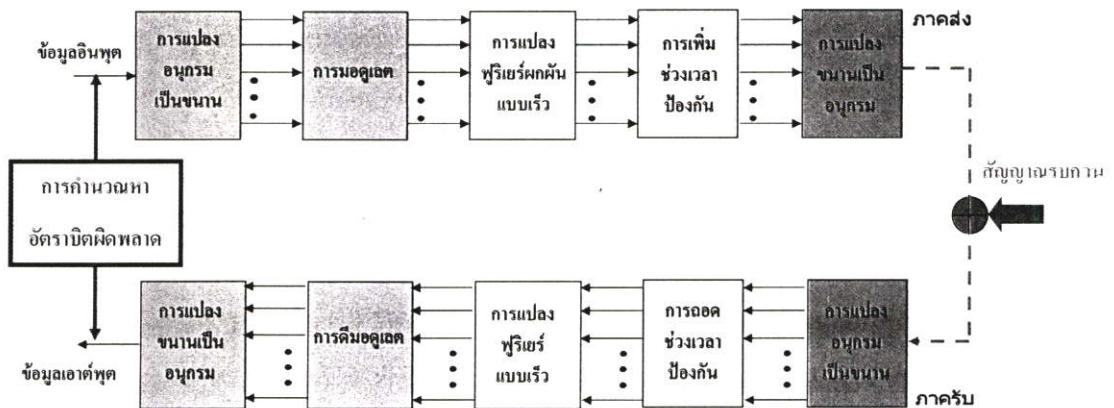 ภาคส่ง
ข้อมูลอินพุต
การแปลง
อนุกรม
เป็นขนาน
การมอดูเลต
การแปลง
ฟูริเยร์ผกผัน
แบบเร็ว
การเพิ่ม
ช่วงเวลา
ป้องกัน
การแปลง
ขนานเป็น
อนุกรม
สัญญาณรบกวน
การคำนวณหา
อัตราบิตผิดพลาด
การแปลง
ขนานเป็น
อนุกรม
การดีมอดูเลต
การแปลง
ฟูริเยร์
แบบเร็ว
การถอด
ช่วงเวลา
ป้องกัน
การแปลง
อนุกรม
เป็นขนาน
ข้อมูลเอาต์พุต
ภาครับ